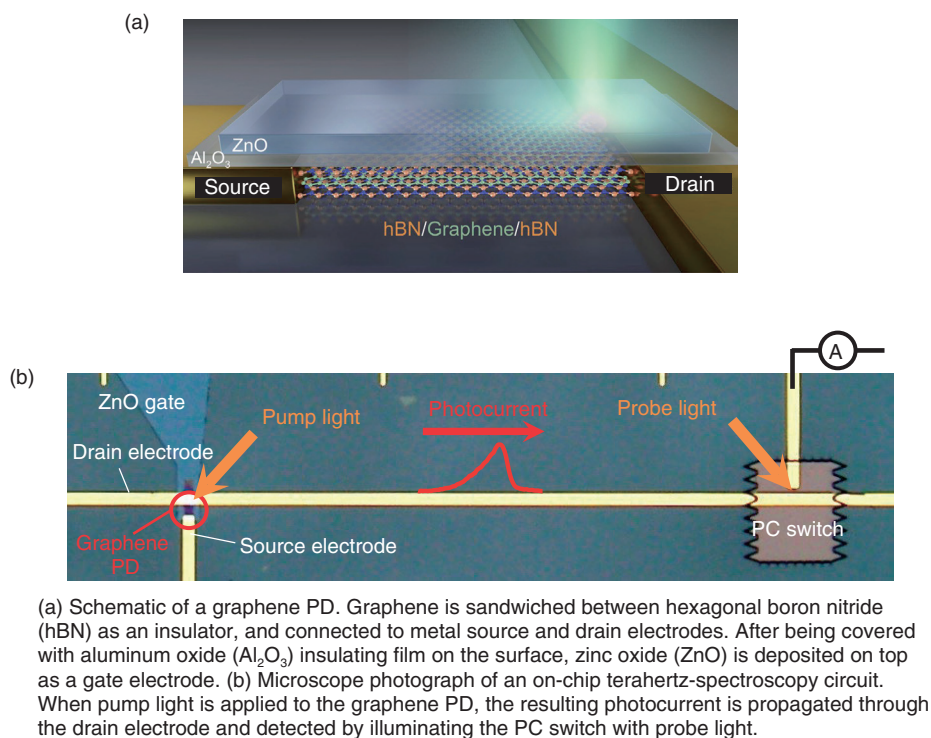 (a)
ZnO
Al₂O₃
Source
Drain
hBN/Graphene/hBN
(b)
A
ZnO gate
Pump light
Photocurrent
Probe light
Drain electrode
Graphene
PD
Source electrode
PC switch
(a) Schematic of a graphene PD. Graphene is sandwiched between hexagonal boron nitride
(hBN) as an insulator, and connected to metal source and drain electrodes. After being covered
with aluminum oxide (Al₂O₃) insulating film on the surface, zinc oxide (ZnO) is deposited on top
as a gate electrode. (b) Microscope photograph of an on-chip terahertz-spectroscopy circuit.
When pump light is applied to the graphene PD, the resulting photocurrent is propagated through
the drain electrode and detected by illuminating the PC switch with probe light.